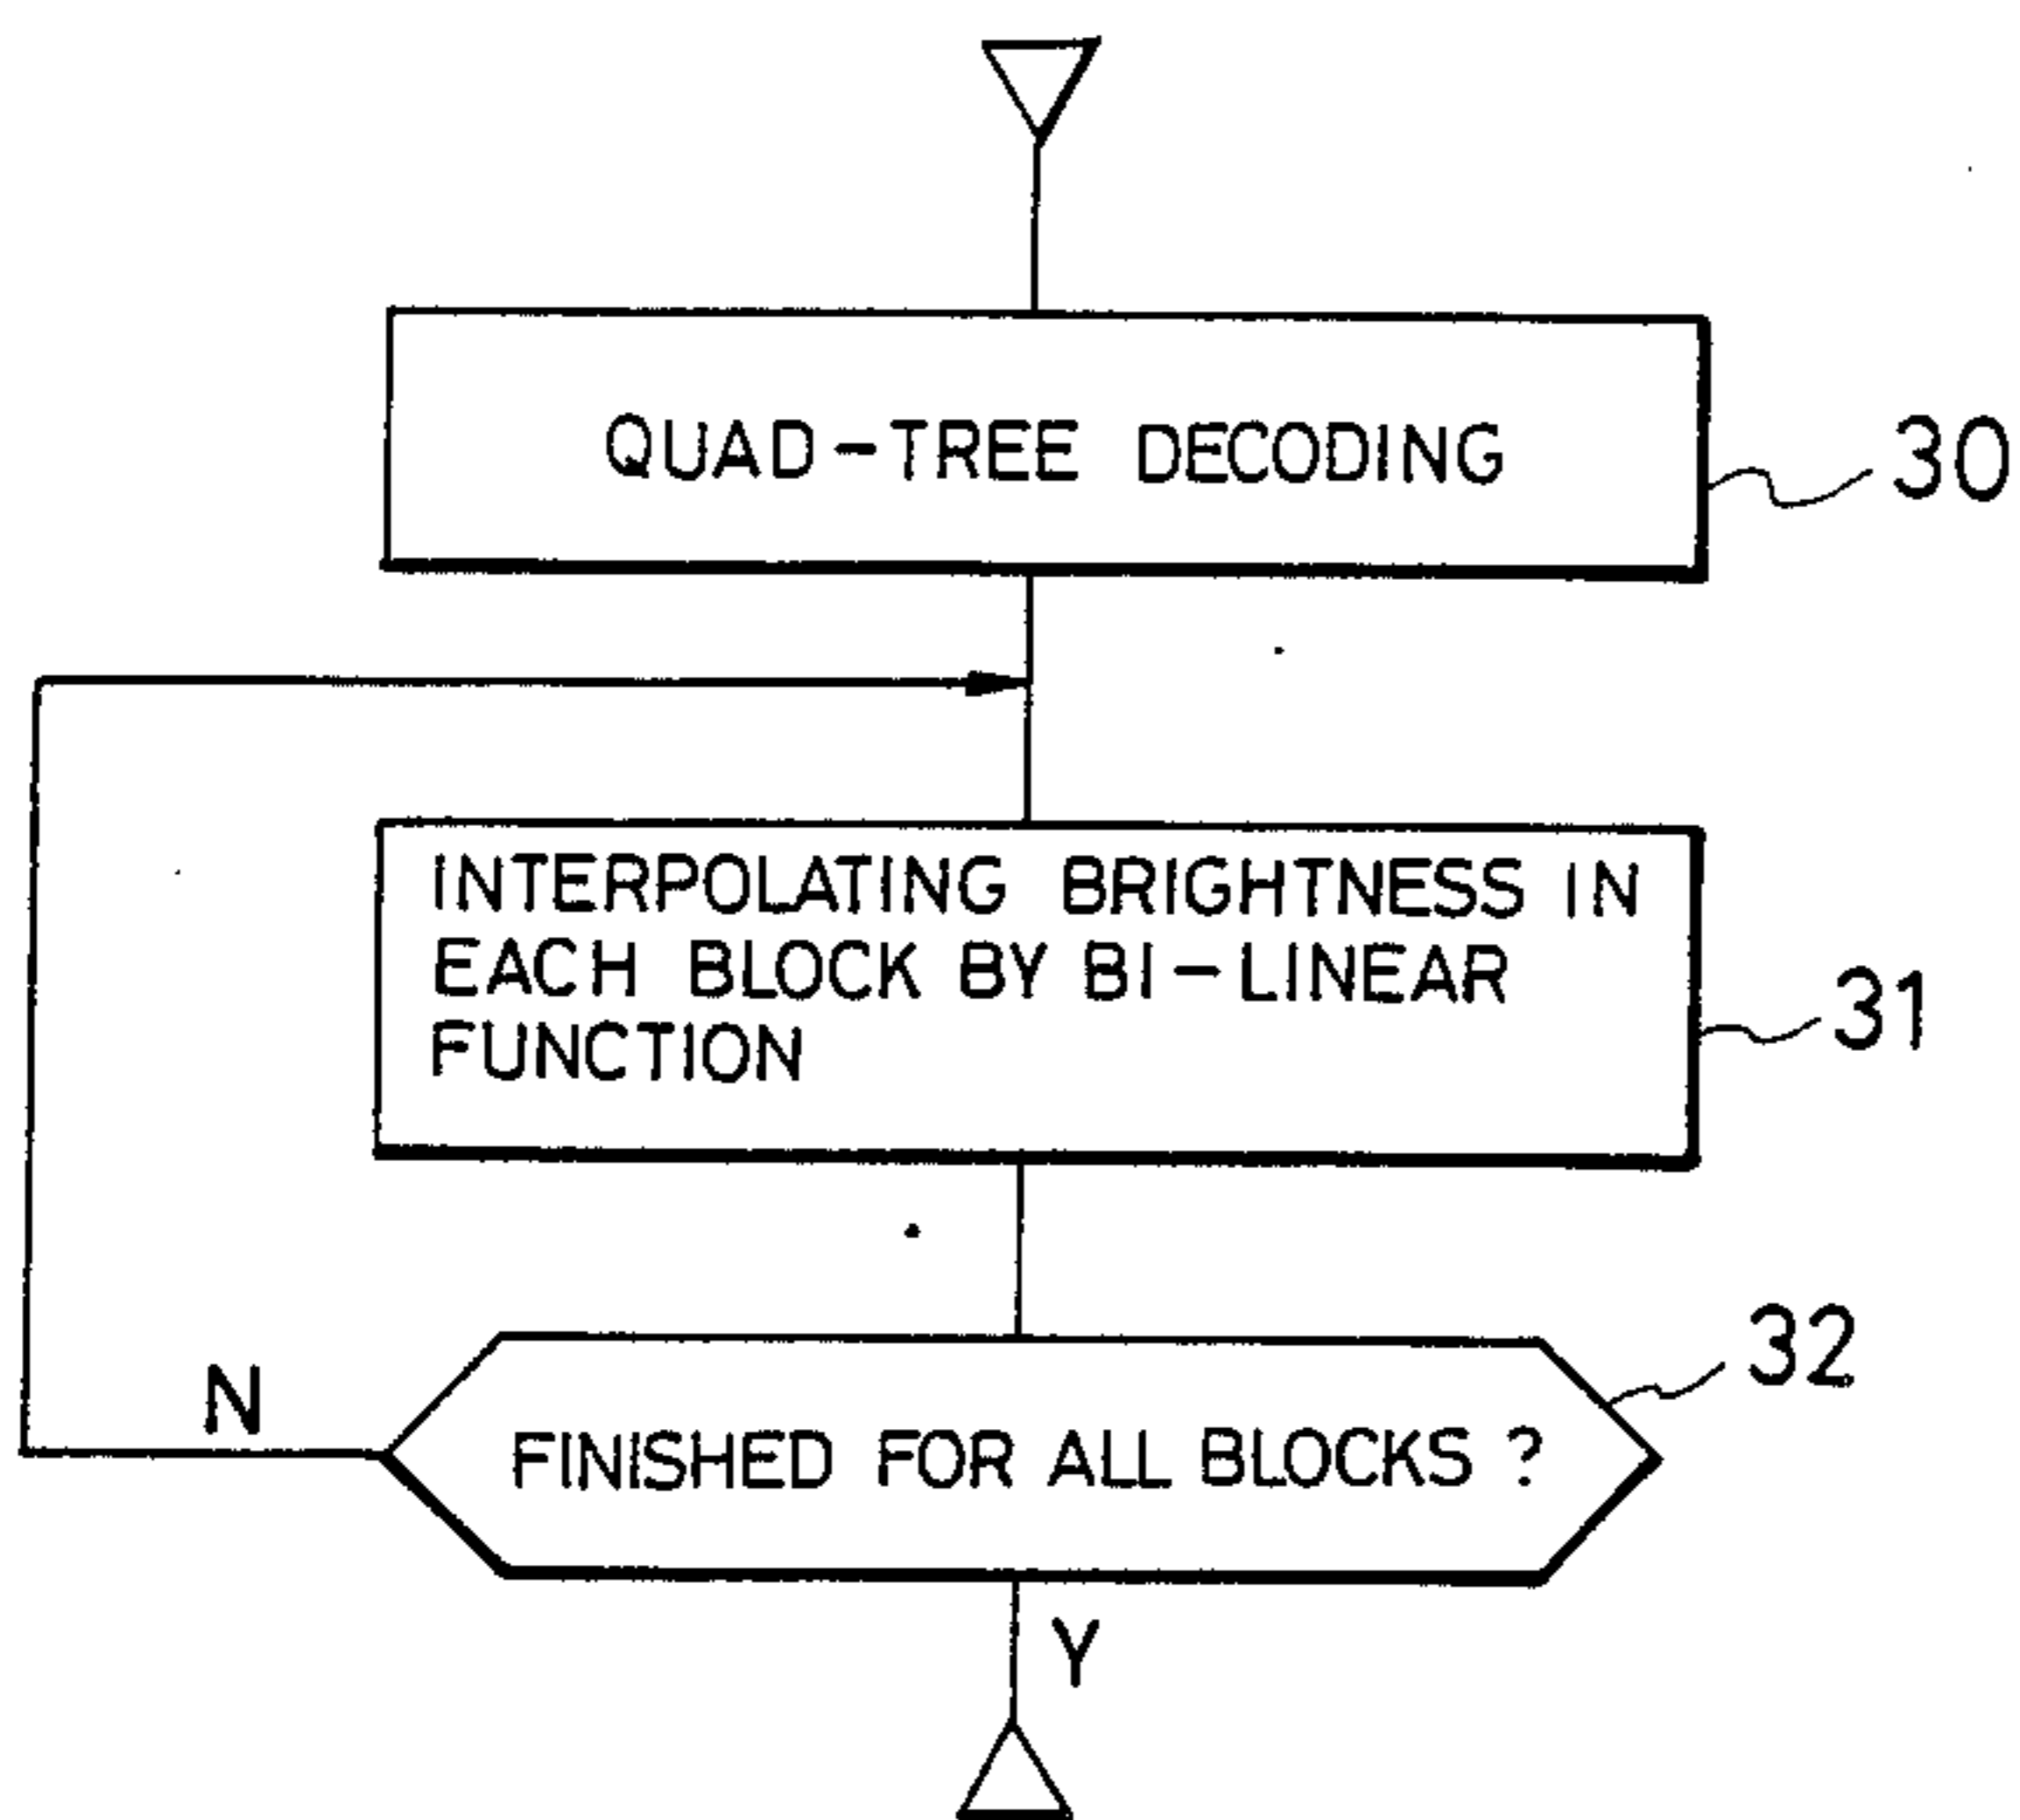 QUAD-TREE DECODING
30
INTERPOLATING BRIGHTNESS IN
EACH BLOCK BY BI-LINEAR
FUNCTION
31
32
N
FINISHED FOR ALL BLOCKS ?
Y